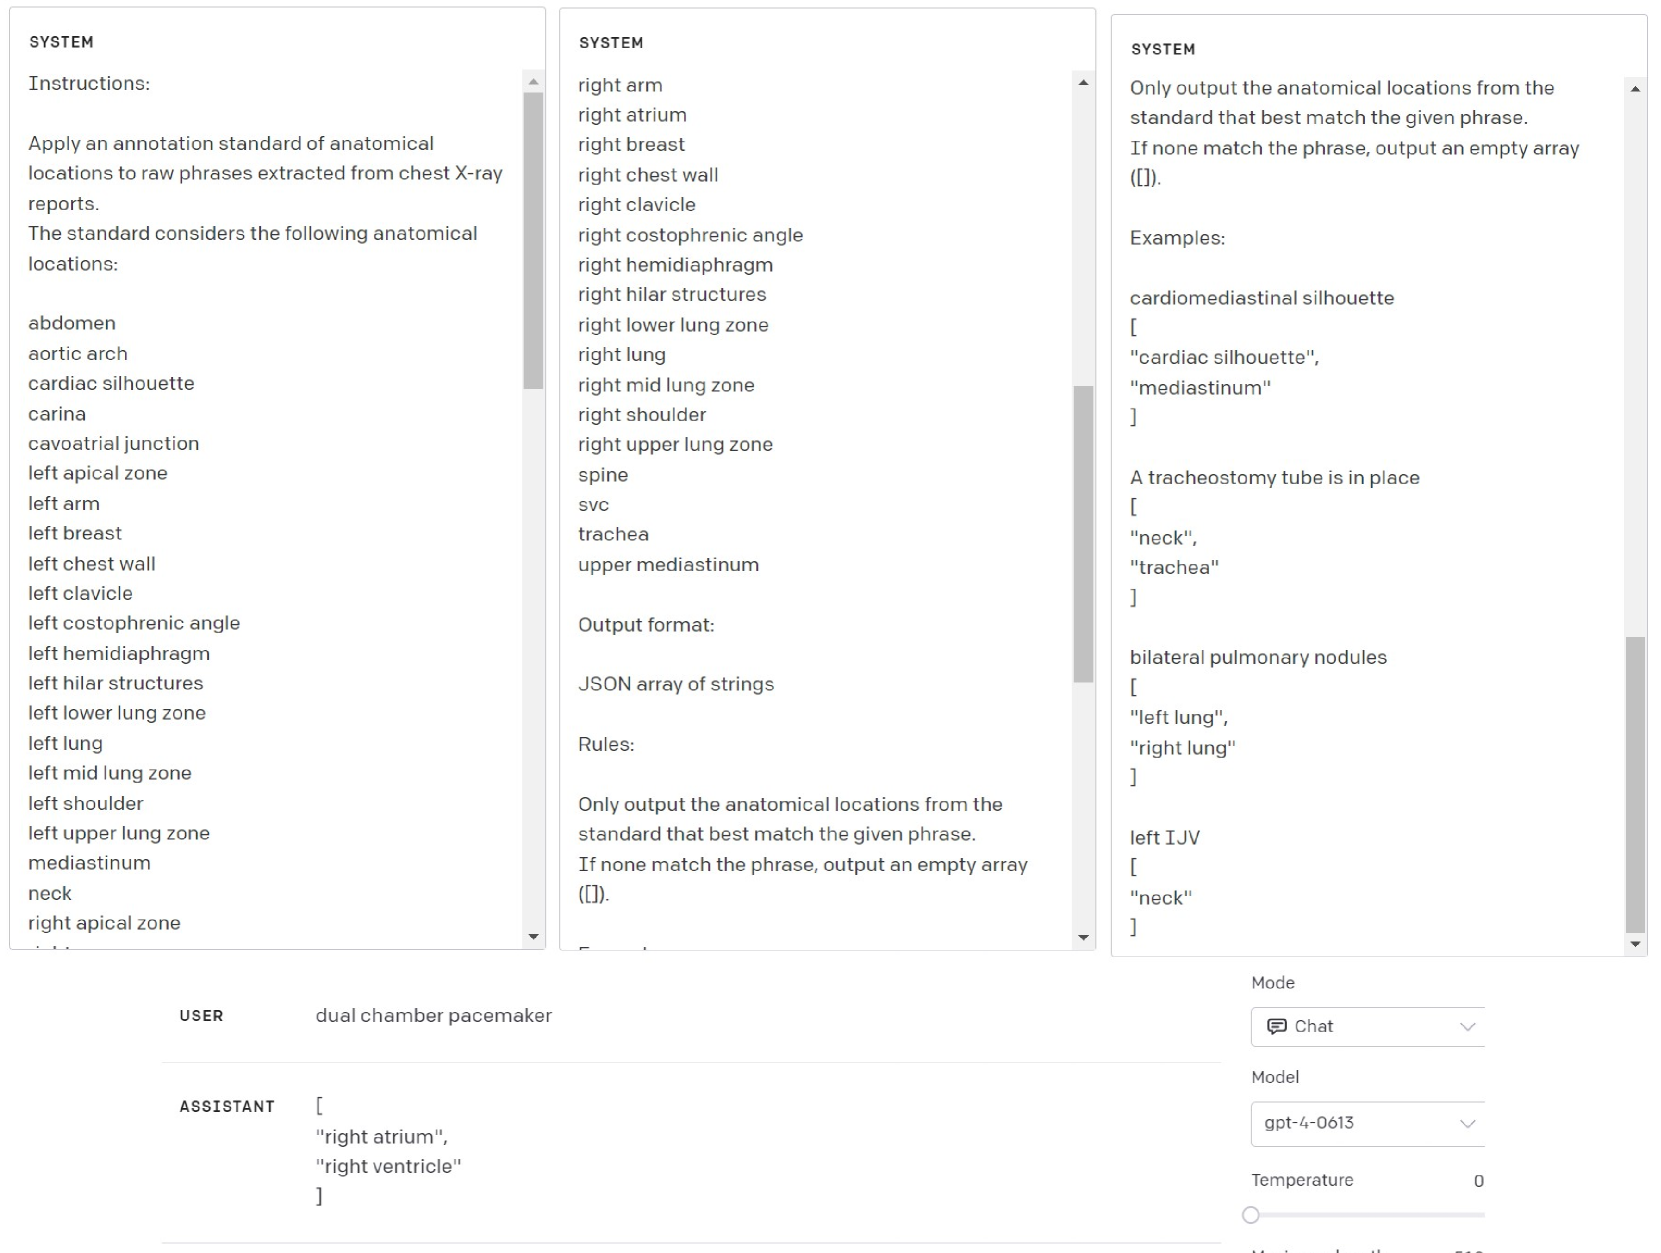 SYSTEM
Instructions:
Apply an annotation standard of anatomical
locations to raw phrases extracted from chest X-ray
reports.
The standard considers the following anatomical
locations:
abdomen
aortic arch
cardiac silhouette
carina
cavoatrial junction
left apical zone
left arm
left breast
left chest wall
left clavicle
left costophrenic angle
left hemidiaphragm
left hilar structures
left lower lung zone
left lung
left mid lung zone
left shoulder
left upper lung zone
mediastinum
neck
right apical zone
SYSTEM
right arm
right atrium
right breast
right chest wall
right clavicle
right costophrenic angle
right hemidiaphragm
right hilar structures
right lower lung zone
right lung
right mid lung zone
right shoulder
right upper lung zone
spine
svc
trachea
upper mediastinum
Output format:
JSON array of strings
Rules:
Only output the anatomical locations from the
standard that best match the given phrase.
If none match the phrase, output an empty array
([]).
SYSTEM
Only output the anatomical locations from the
standard that best match the given phrase.
If none match the phrase, output an empty array
([]).
Examples:
cardiomediastinal silhouette
[
"cardiac silhouette",
"mediastinum"
]
A tracheostomy tube is in place
[
"neck",
"trachea"
]
bilateral pulmonary nodules
[
"left lung",
"right lung"
]
left IJV
[
"neck"
]
USER dual chamber pacemaker
ASSISTANT [
"right atrium",
"right ventricle"
]
Mode
Chat
Model
gpt-4-0613
Temperature 0